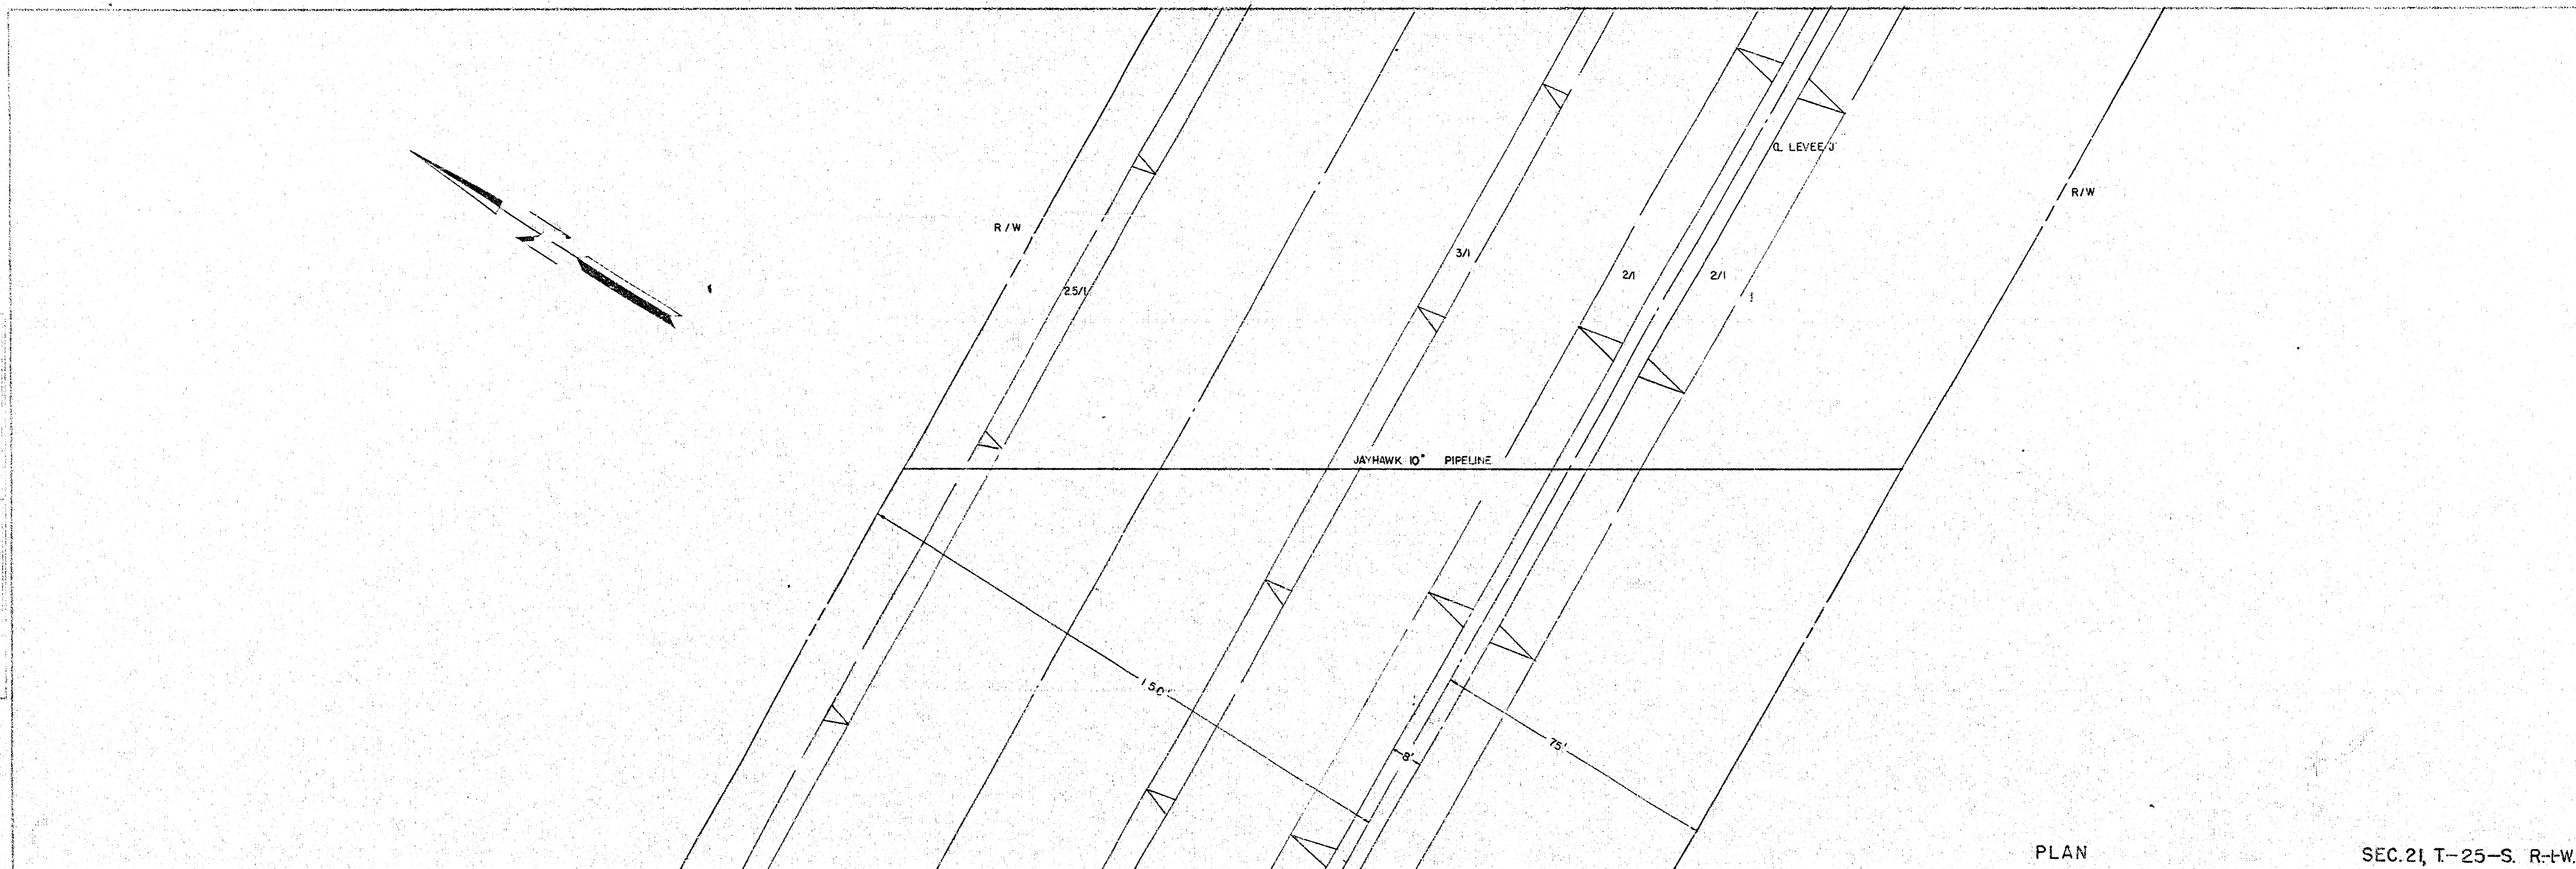 ℄ LEVEE J
R/W
R/W
3/1
2/1
2/1
2.5/1
JAYHAWK 10" PIPELINE
150'
75'
8'
PLAN
SEC. 21, T-25-S. R-1-W.